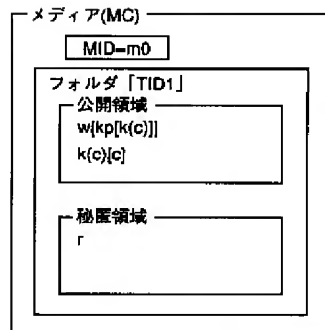 メディア(MC)
MID=m0
フォルダ「TID1」
公開領域
w[kp[k(c)]]
k(c)[c]
秘匿領域
r